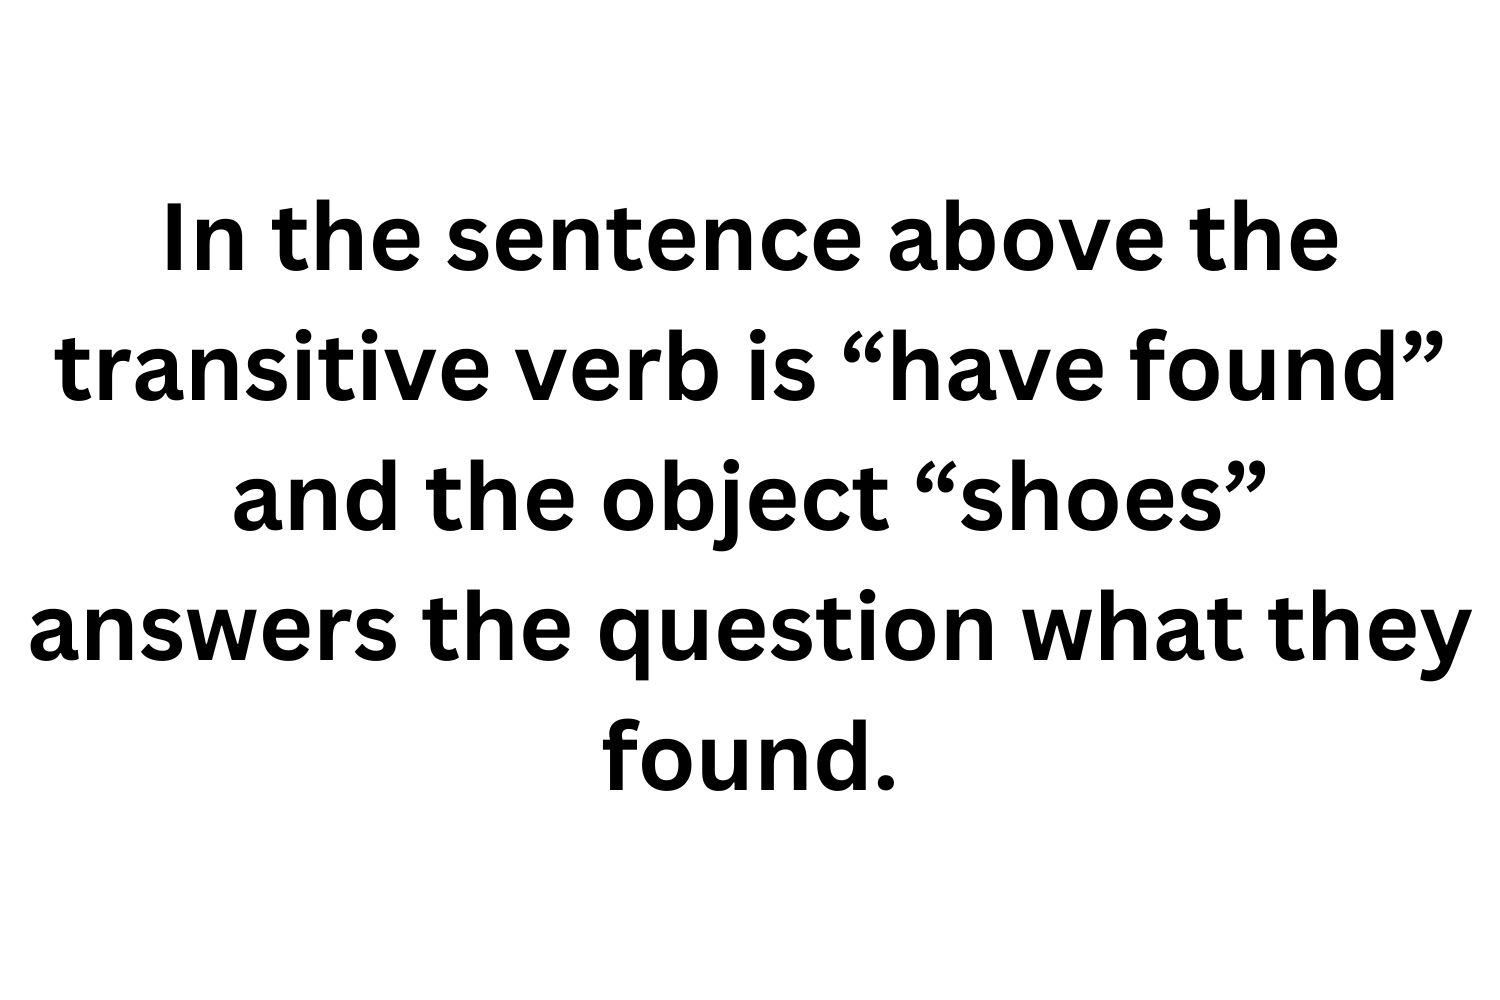 In the sentence above the
transitive verb is “have found”
and the object “shoes”
answers the question what they
found.